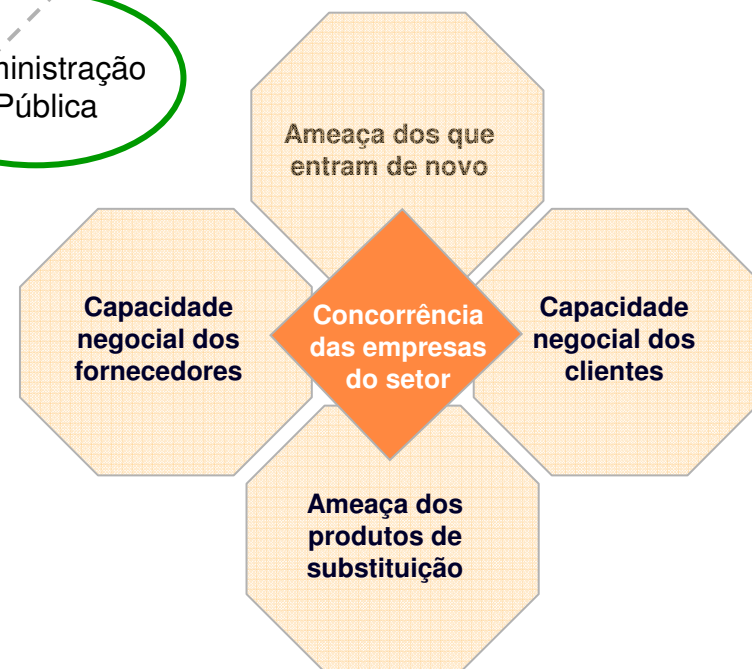 ministração
Pública
Ameaça dos que
entram de novo
Capacidade
negocial dos
fornecedores
Concorrência
das empresas
do setor
Capacidade
negocial dos
clientes
Ameaça dos
produtos de
substituição